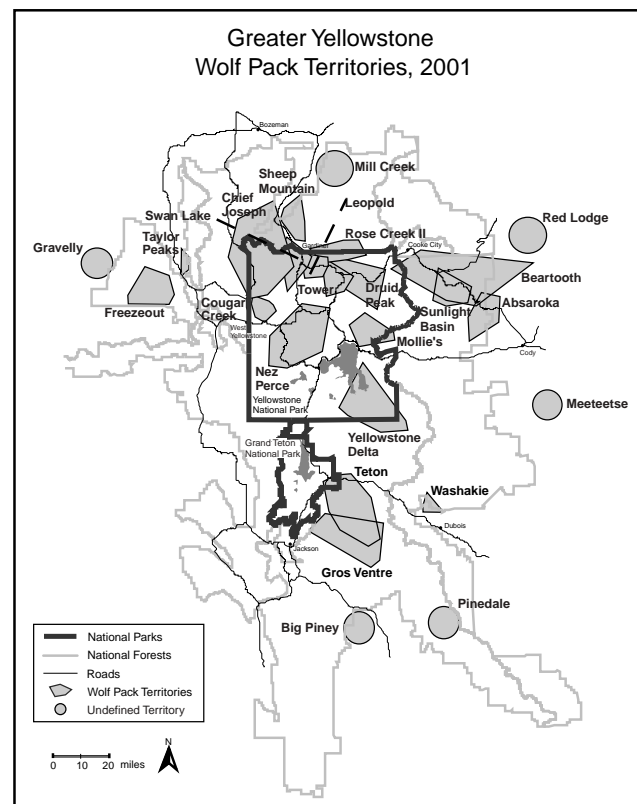 Greater Yellowstone
Wolf Pack Territories, 2001
Bozeman
Mill Creek
Sheep
Mountain
Chief
Joseph
Leopold
Swan Lake
Rose Creek II
Red Lodge
Gravelly
Taylor
Peaks
Gardiner
Cooke City
Beartooth
Tower
Druid
Peak
Absaroka
Freezeout
Cougar
Creek
Sunlight
Basin
West
Yellowstone
Mollie's
Cody
Nez
Perce
Yellowstone
National Park
Meeteetse
Yellowstone
Delta
Grand Teton
National Park
Teton
Washakie
Dubois
Jackson
Gros Ventre
Pinedale
Big Piney
National Parks
National Forests
Roads
Wolf Pack Territories
Undefined Territory
N
0 10 20 miles